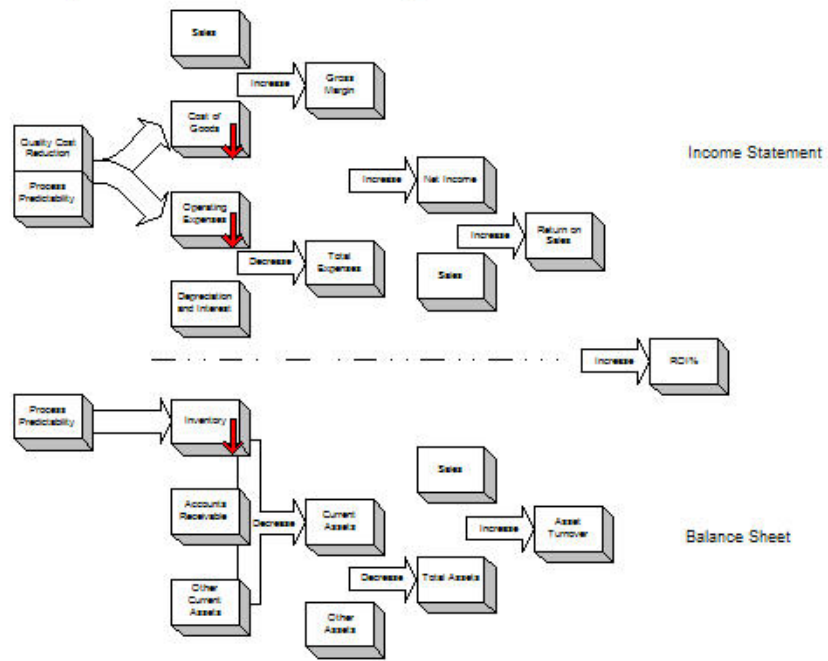 Sales
Increase
Gross
Margin
Cost of
Goods
Quality Cost
Reduction
Process
Predictability
Income Statement
Increase
Net Income
Operating
Expenses
Increase
Return on
Sales
Decrease
Total
Expenses
Sales
Depreciation
and Interest
Increase
ROI%
Process
Predictability
Inventory
Sales
Accounts
Receivable
Decrease
Current
Assets
Increase
Asset
Turnover
Balance Sheet
Decrease
Total Assets
Other
Current
Assets
Other
Assets